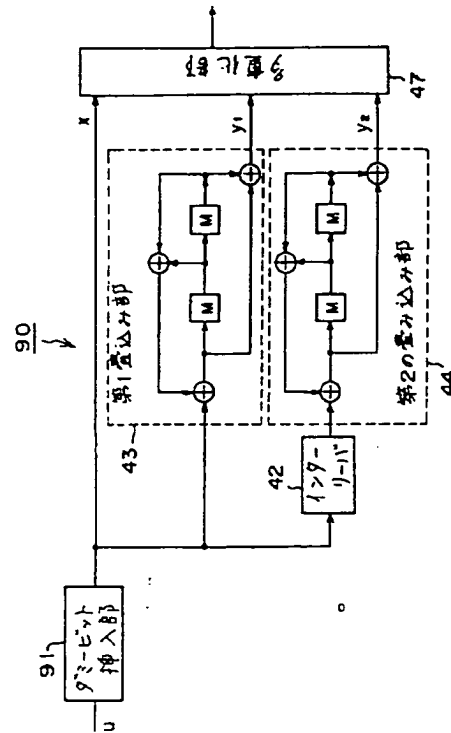 90
u
91
ダミービット
挿入部
x
43
第1畳込み部
M
M
y1
42
インター
リーバ
44
第2の畳み込み部
M
M
y2
多重化部
47